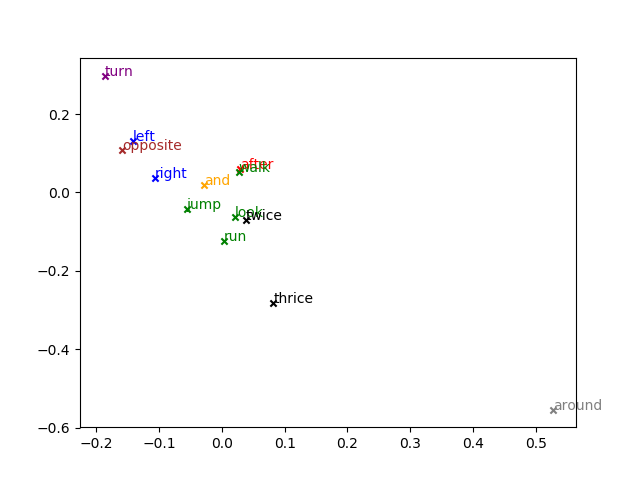 turn
left
opposite
after
walk
right
and
jump
look
twice
run
thrice
around
0.2
0.0
−0.2
−0.4
−0.6
−0.2 −0.1 0.0 0.1 0.2 0.3 0.4 0.5